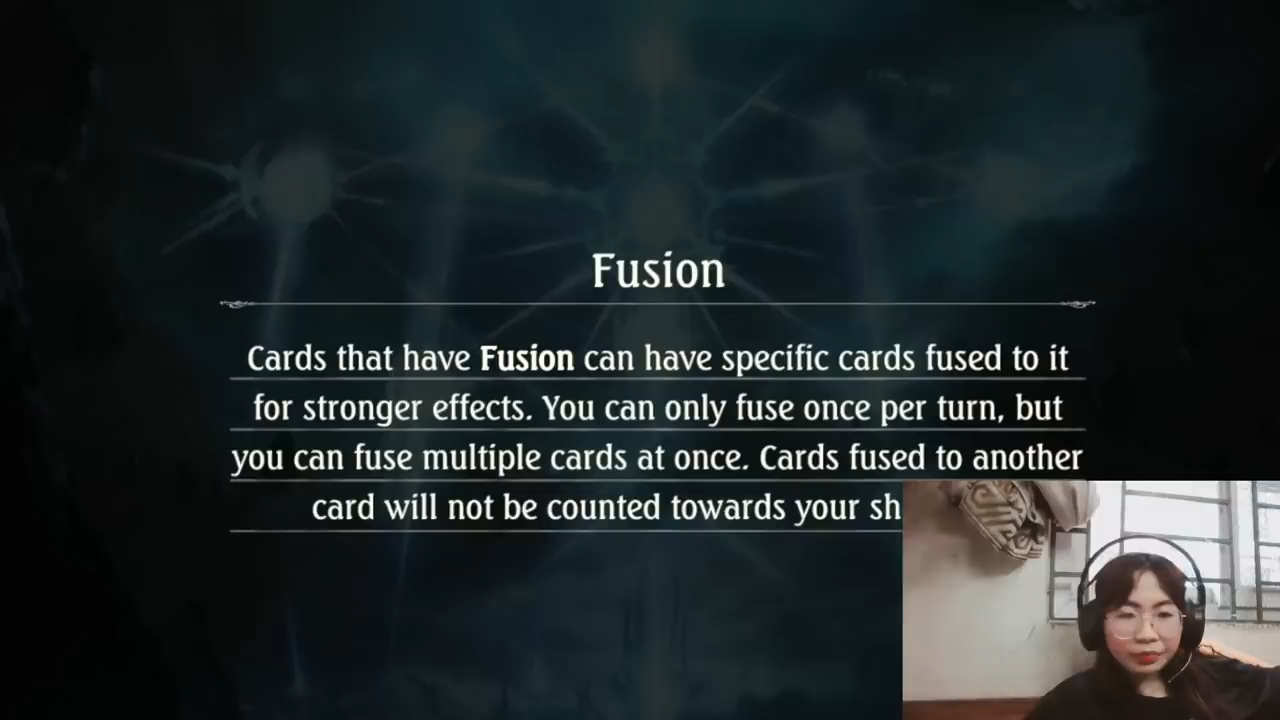 Fusion
Cards that have Fusion can have specific cards fused to it
for stronger effects. You can only fuse once per turn, but
you can fuse multiple cards at once. Cards fused to another
card will not be counted towards your